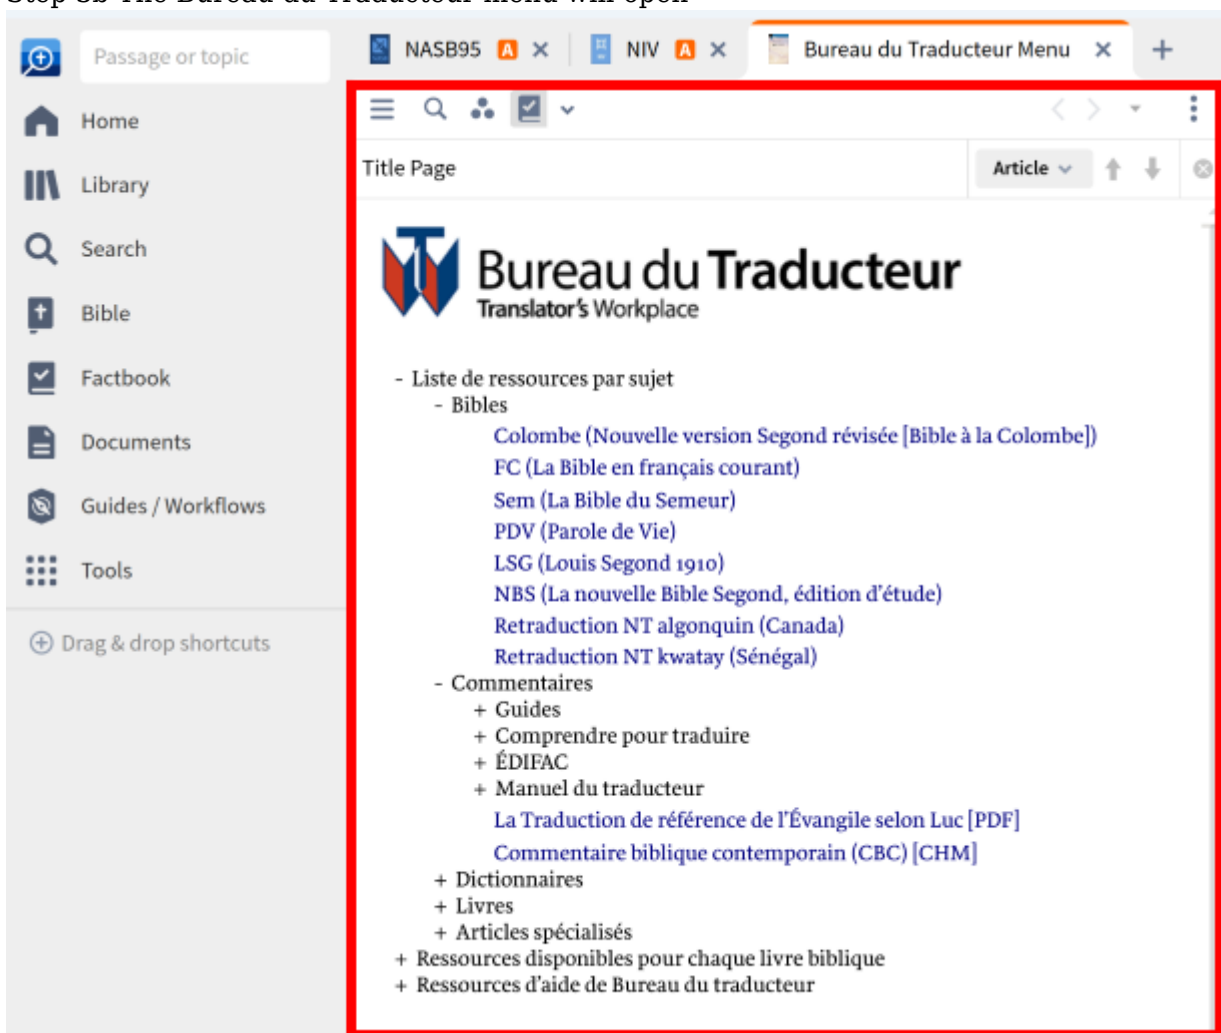 Step 3b The Bureau du Traducteur menu will open
Passage or topic
NASB95 A
NIV A
Bureau du Traducteur Menu
Home
Library
Search
Bible
Factbook
Documents
Guides / Workflows
Tools
Drag & drop shortcuts
Title Page
Article
Bureau du Traducteur
Translator's Workplace
- Liste de ressources par sujet
- Bibles
Colombe (Nouvelle version Segond révisée [Bible à la Colombe])
FC (La Bible en français courant)
Sem (La Bible du Semeur)
PDV (Parole de Vie)
LSG (Louis Segond 1910)
NBS (La nouvelle Bible Segond, édition d'étude)
Retraduction NT algonquin (Canada)
Retraduction NT kwatay (Sénégal)
- Commentaires
+ Guides
+ Comprendre pour traduire
+ ÉDIFAC
+ Manuel du traducteur
La Traduction de référence de l'Évangile selon Luc [PDF]
Commentaire biblique contemporain (CBC) [CHM]
+ Dictionnaires
+ Livres
+ Articles spécialisés
+ Ressources disponibles pour chaque livre biblique
+ Ressources d'aide de Bureau du traducteur